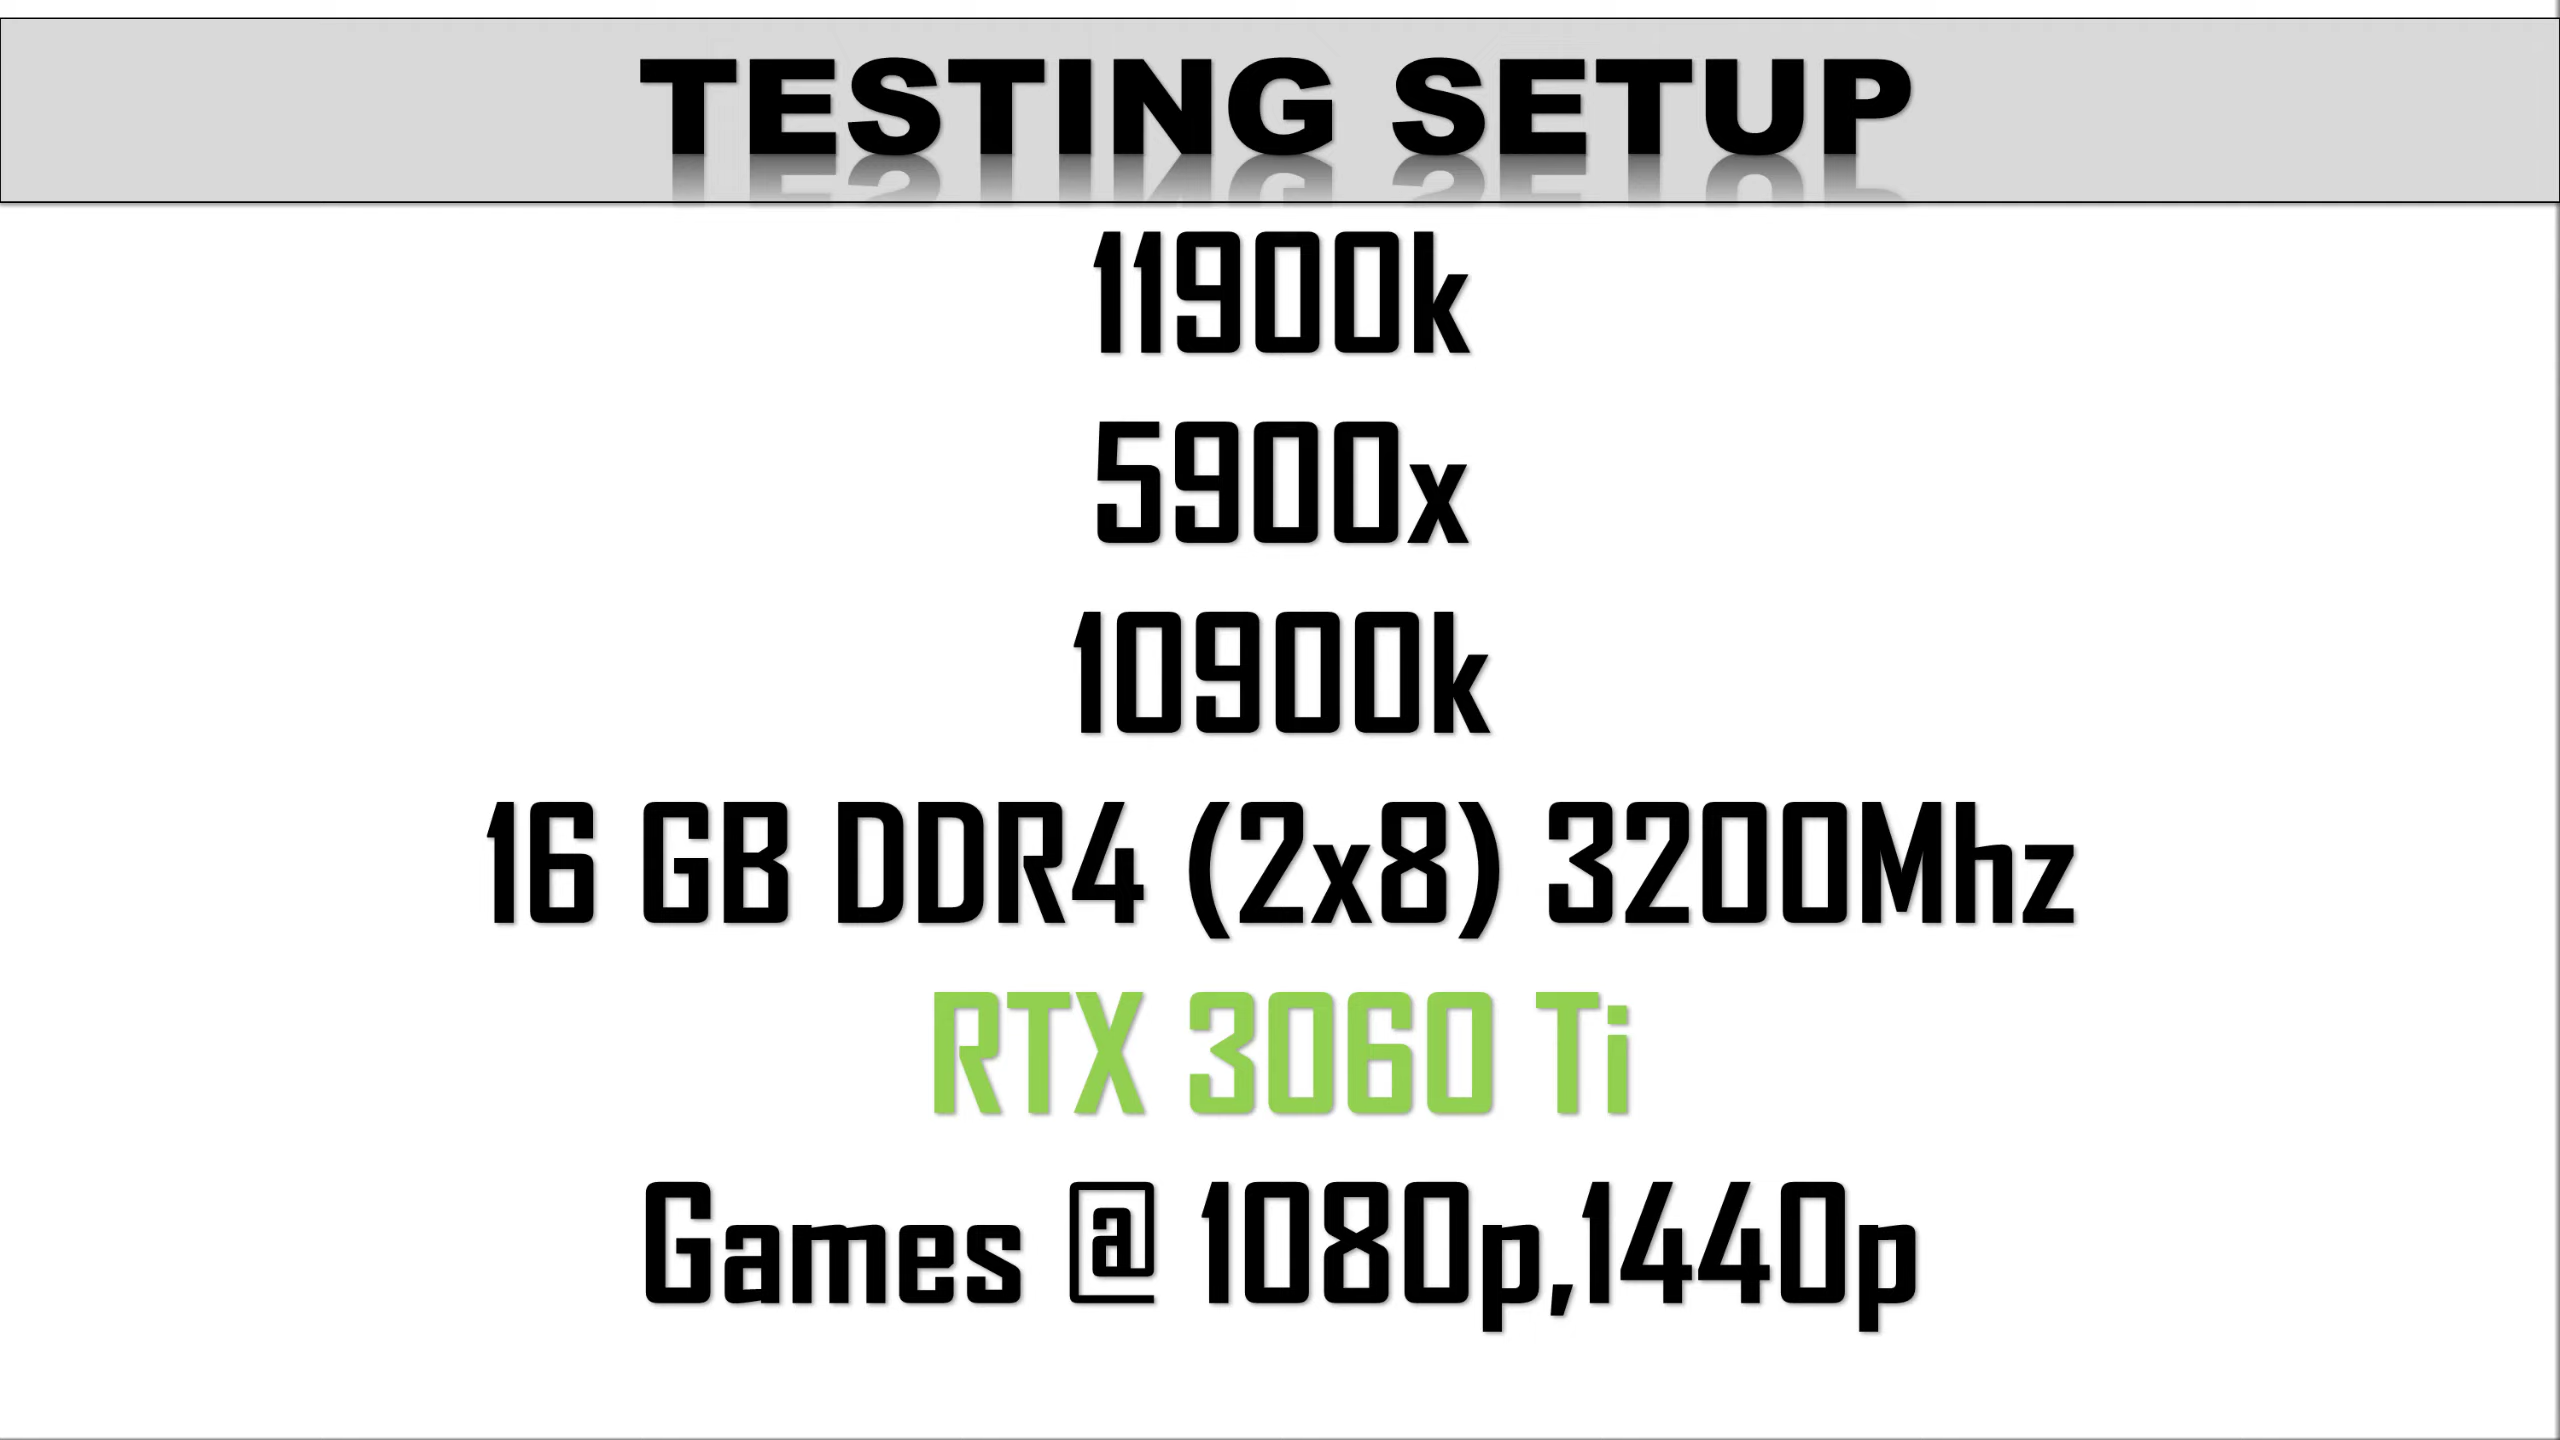 TESTING SETUP
11900k
5900x
10900k
16 GB DDR4 (2x8) 3200Mhz
RTX 3060 Ti
Games @ 1080p,1440p